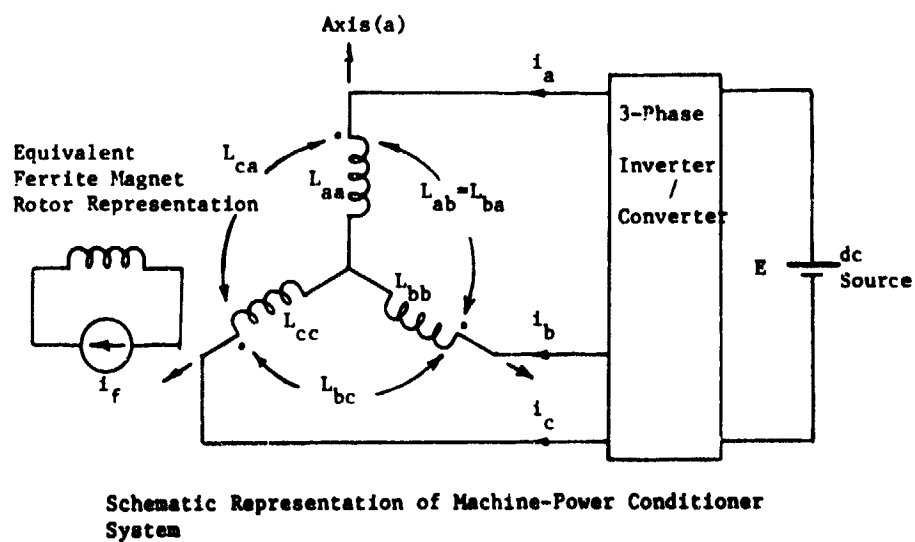 Axis(a)
i_a
3-Phase
Inverter
/
Converter
Equivalent
Ferrite Magnet
Rotor Representation
L_ca
L_aa
L_ab=L_ba
E
dc
Source
L_bb
L_cc
i_b
L_bc
i_f
i_c
Schematic Representation of Machine-Power Conditioner
System